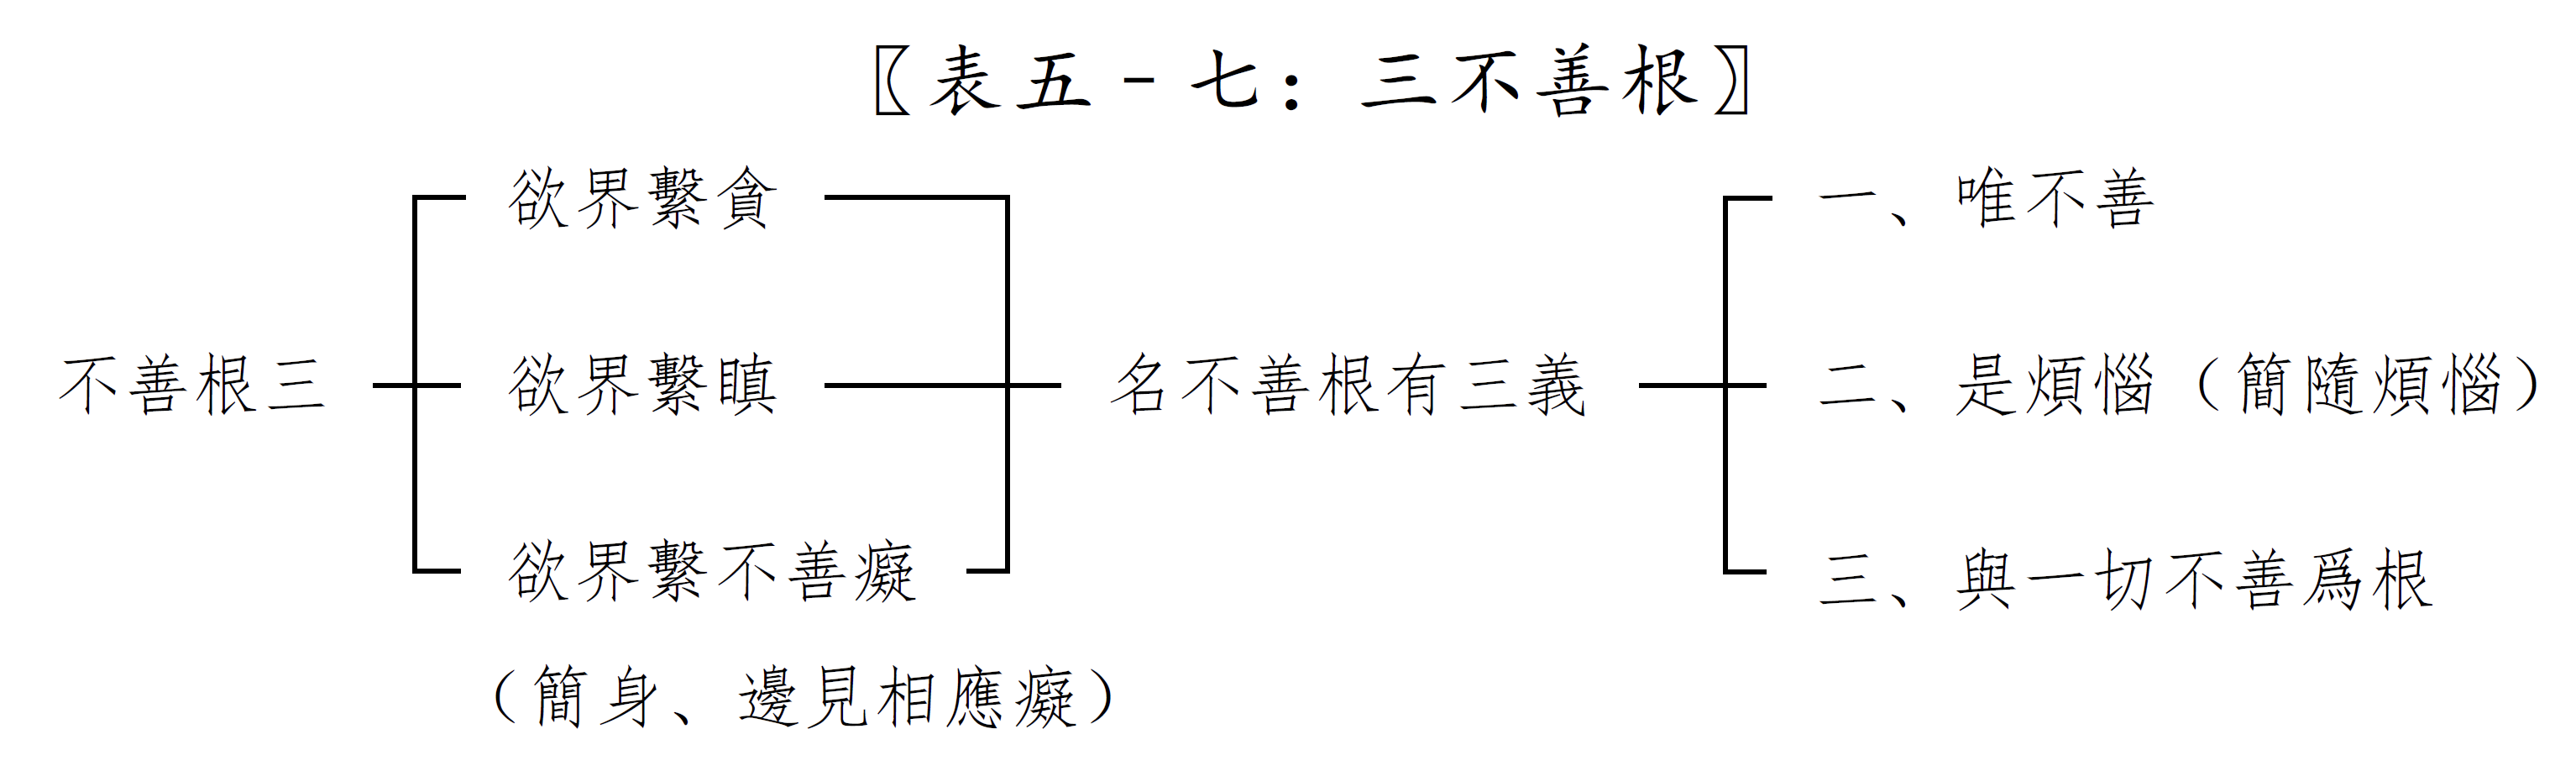 〖表五-七：三不善根〗
不善根三
欲界繫貪
欲界繫瞋
欲界繫不善癡
（簡身、邊見相應癡）
名不善根有三義
一、唯不善
二、是煩惱（簡隨煩惱）
三、與一切不善爲根